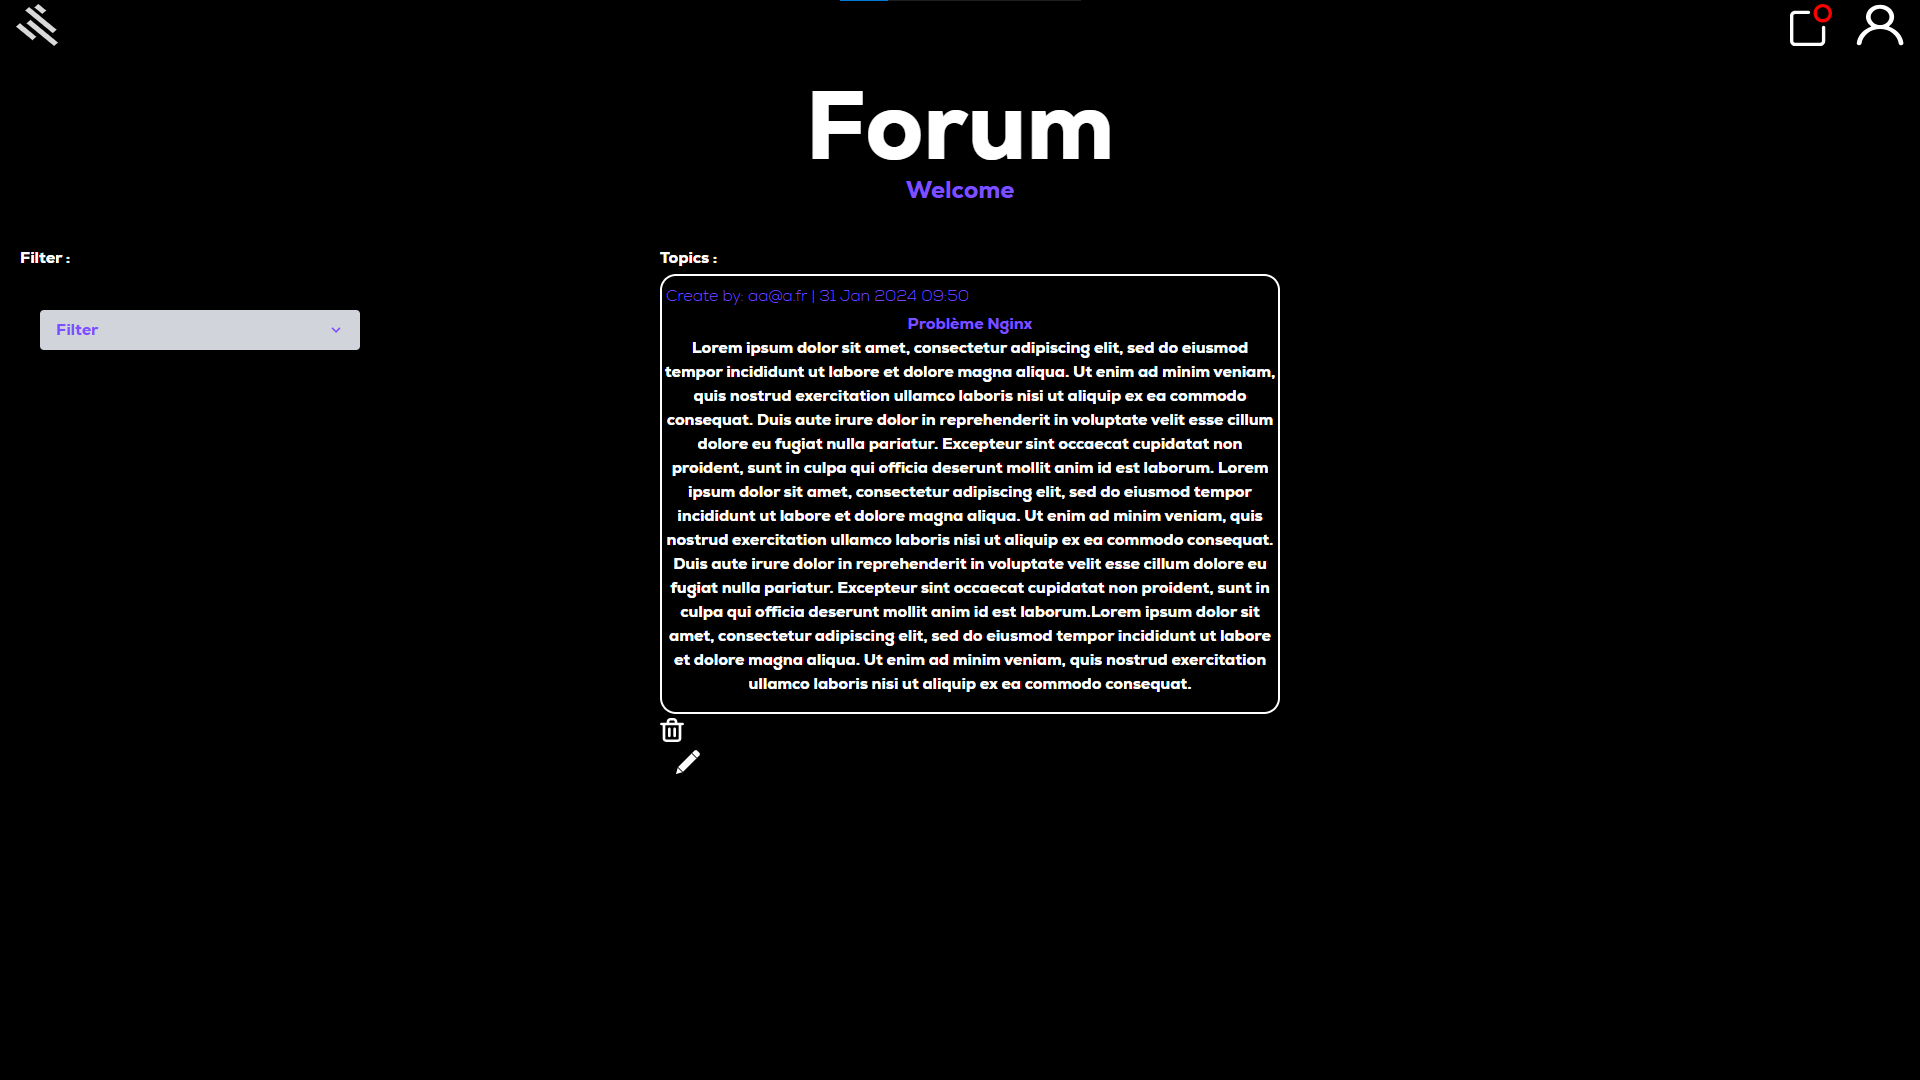 Forum
Welcome
Filter :
Filter
Topics :
Create by: aa@a.fr | 31 Jan 2024 09:50
Problème Nginx
Lorem ipsum dolor sit amet, consectetur adipiscing elit, sed do eiusmod
tempor incididunt ut labore et dolore magna aliqua. Ut enim ad minim veniam,
quis nostrud exercitation ullamco laboris nisi ut aliquip ex ea commodo
consequat. Duis aute irure dolor in reprehenderit in voluptate velit esse cillum
dolore eu fugiat nulla pariatur. Excepteur sint occaecat cupidatat non
proident, sunt in culpa qui officia deserunt mollit anim id est laborum. Lorem
ipsum dolor sit amet, consectetur adipiscing elit, sed do eiusmod tempor
incididunt ut labore et dolore magna aliqua. Ut enim ad minim veniam, quis
nostrud exercitation ullamco laboris nisi ut aliquip ex ea commodo consequat.
Duis aute irure dolor in reprehenderit in voluptate velit esse cillum dolore eu
fugiat nulla pariatur. Excepteur sint occaecat cupidatat non proident, sunt in
culpa qui officia deserunt mollit anim id est laborum.Lorem ipsum dolor sit
amet, consectetur adipiscing elit, sed do eiusmod tempor incididunt ut labore
et dolore magna aliqua. Ut enim ad minim veniam, quis nostrud exercitation
ullamco laboris nisi ut aliquip ex ea commodo consequat.